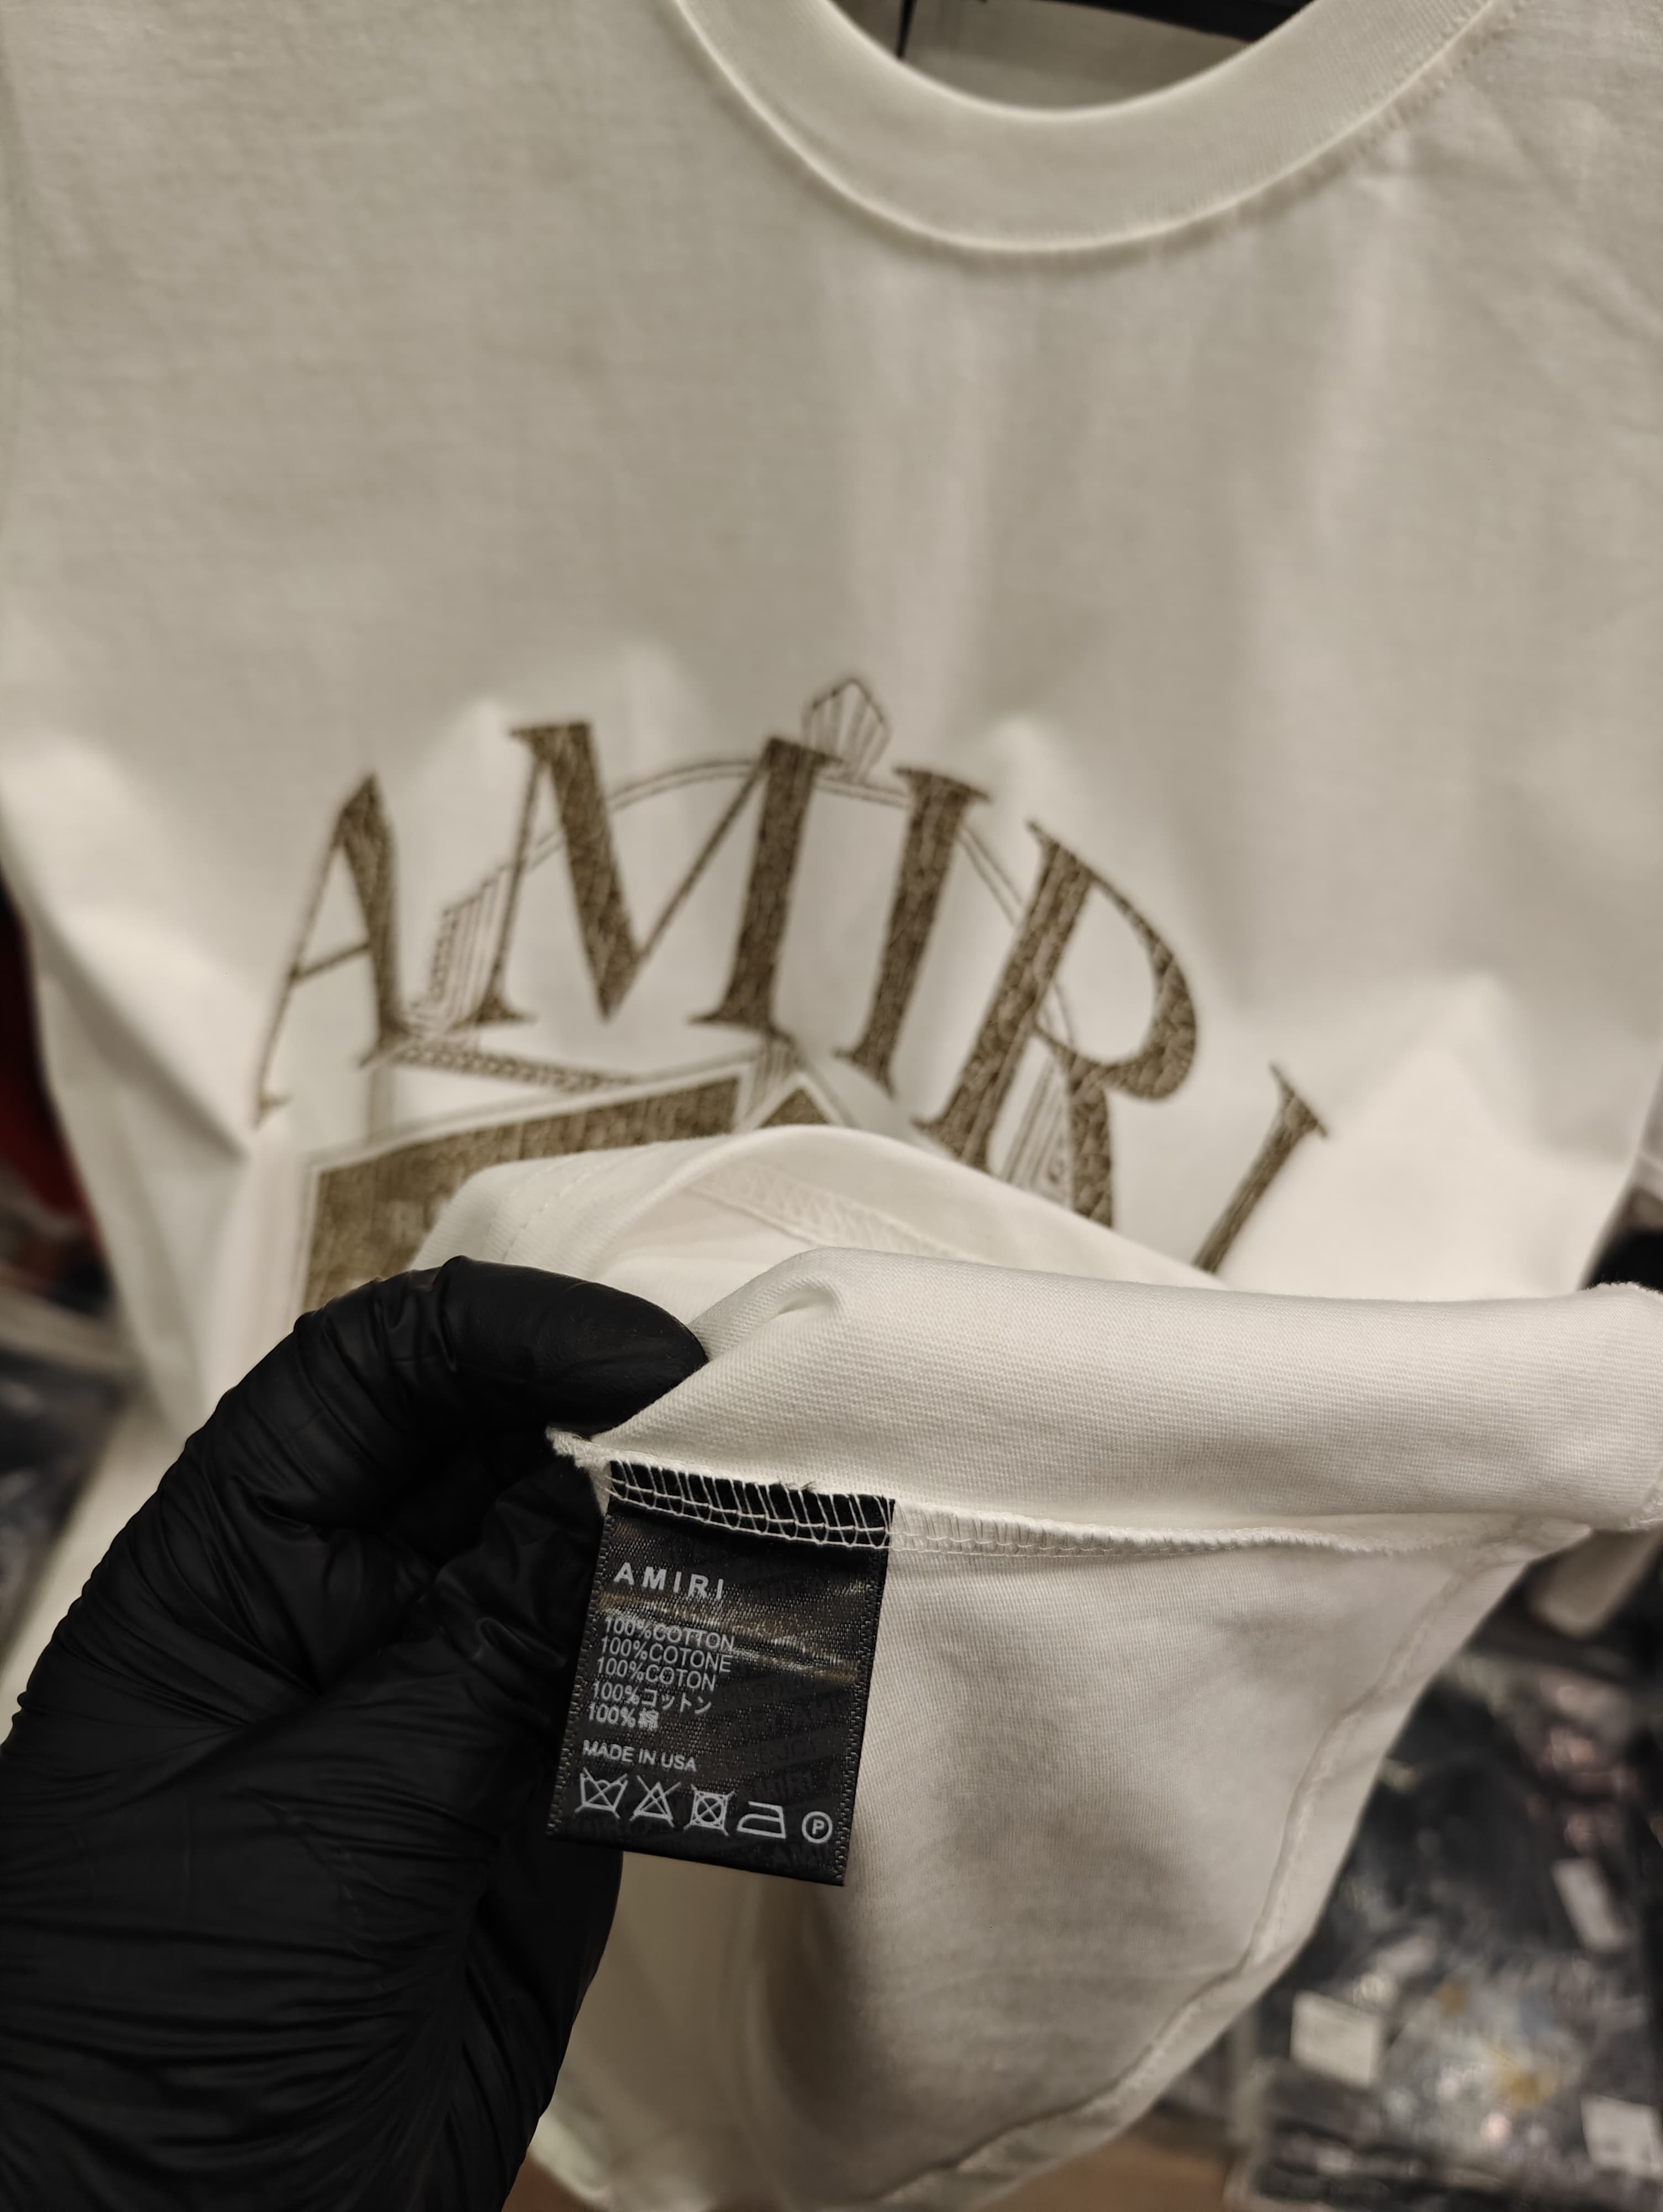 AMIRI
AMIRI
100%COTTON
100%COTONE
100%COTON
100%コットン
100%綿
MADE IN USA
P